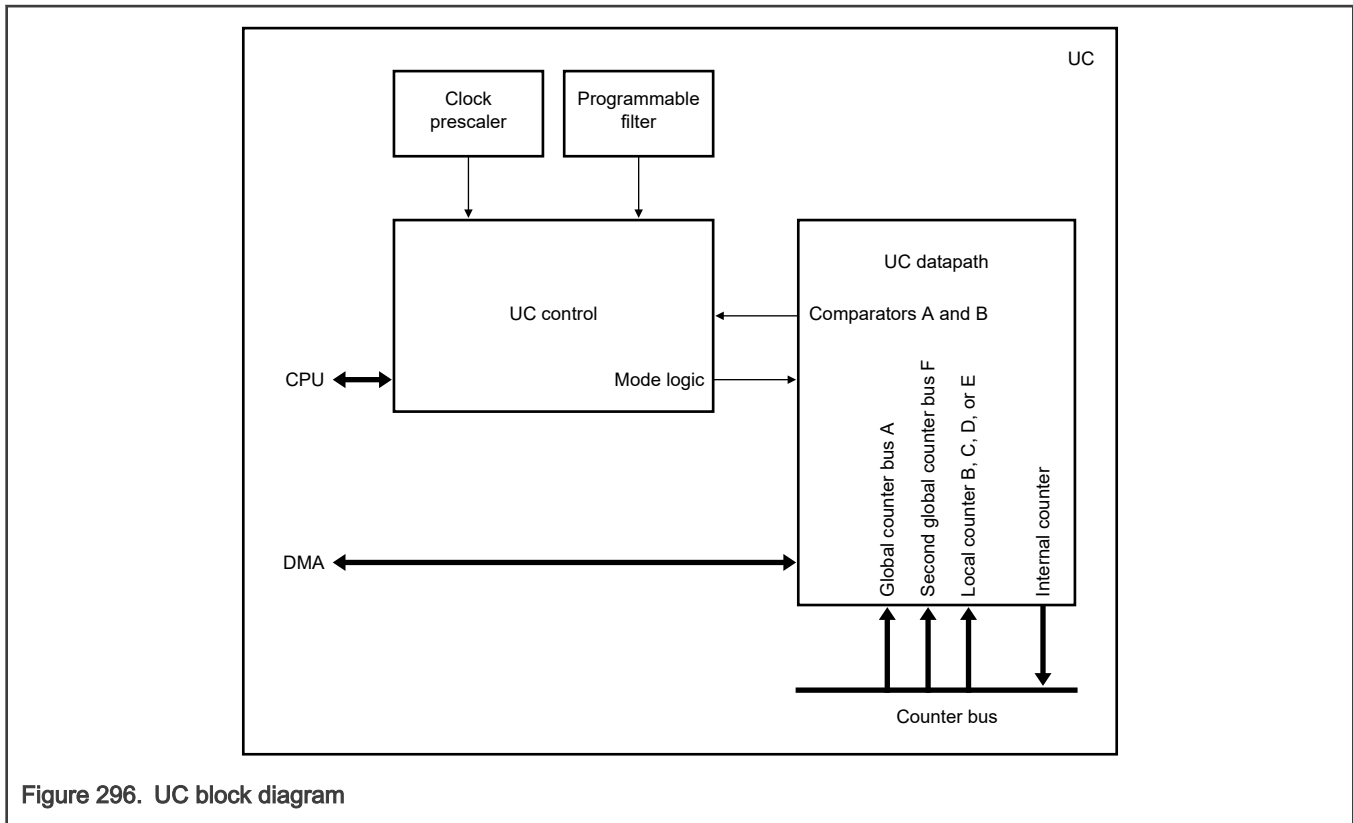 UC
Clock
prescaler
Programmable
filter
UC datapath
UC control
Comparators A and B
CPU
Mode logic
Global counter bus A
Second global counter bus F
Local counter B, C, D, or E
Internal counter
DMA
Counter bus
Figure 296. UC block diagram